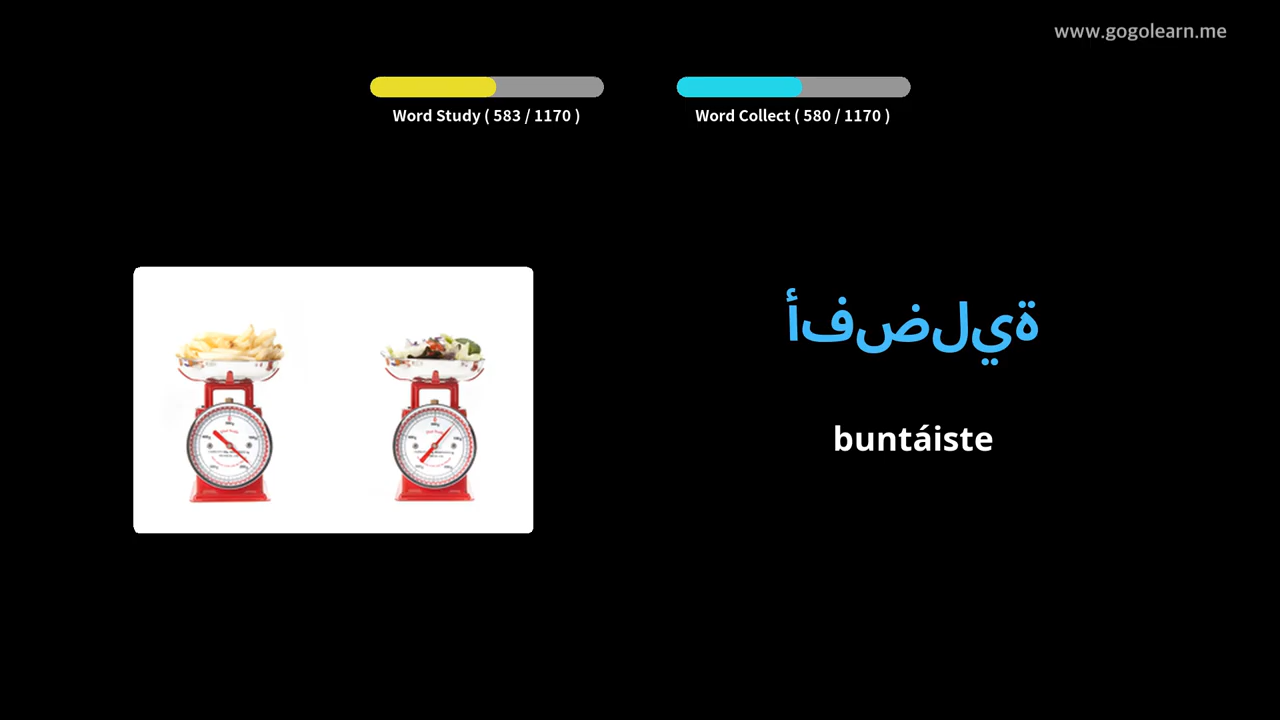 www.gogolearn.me
Word Study ( 583 / 1170 )
Word Collect ( 580 / 1170 )
أفضلية
buntáiste